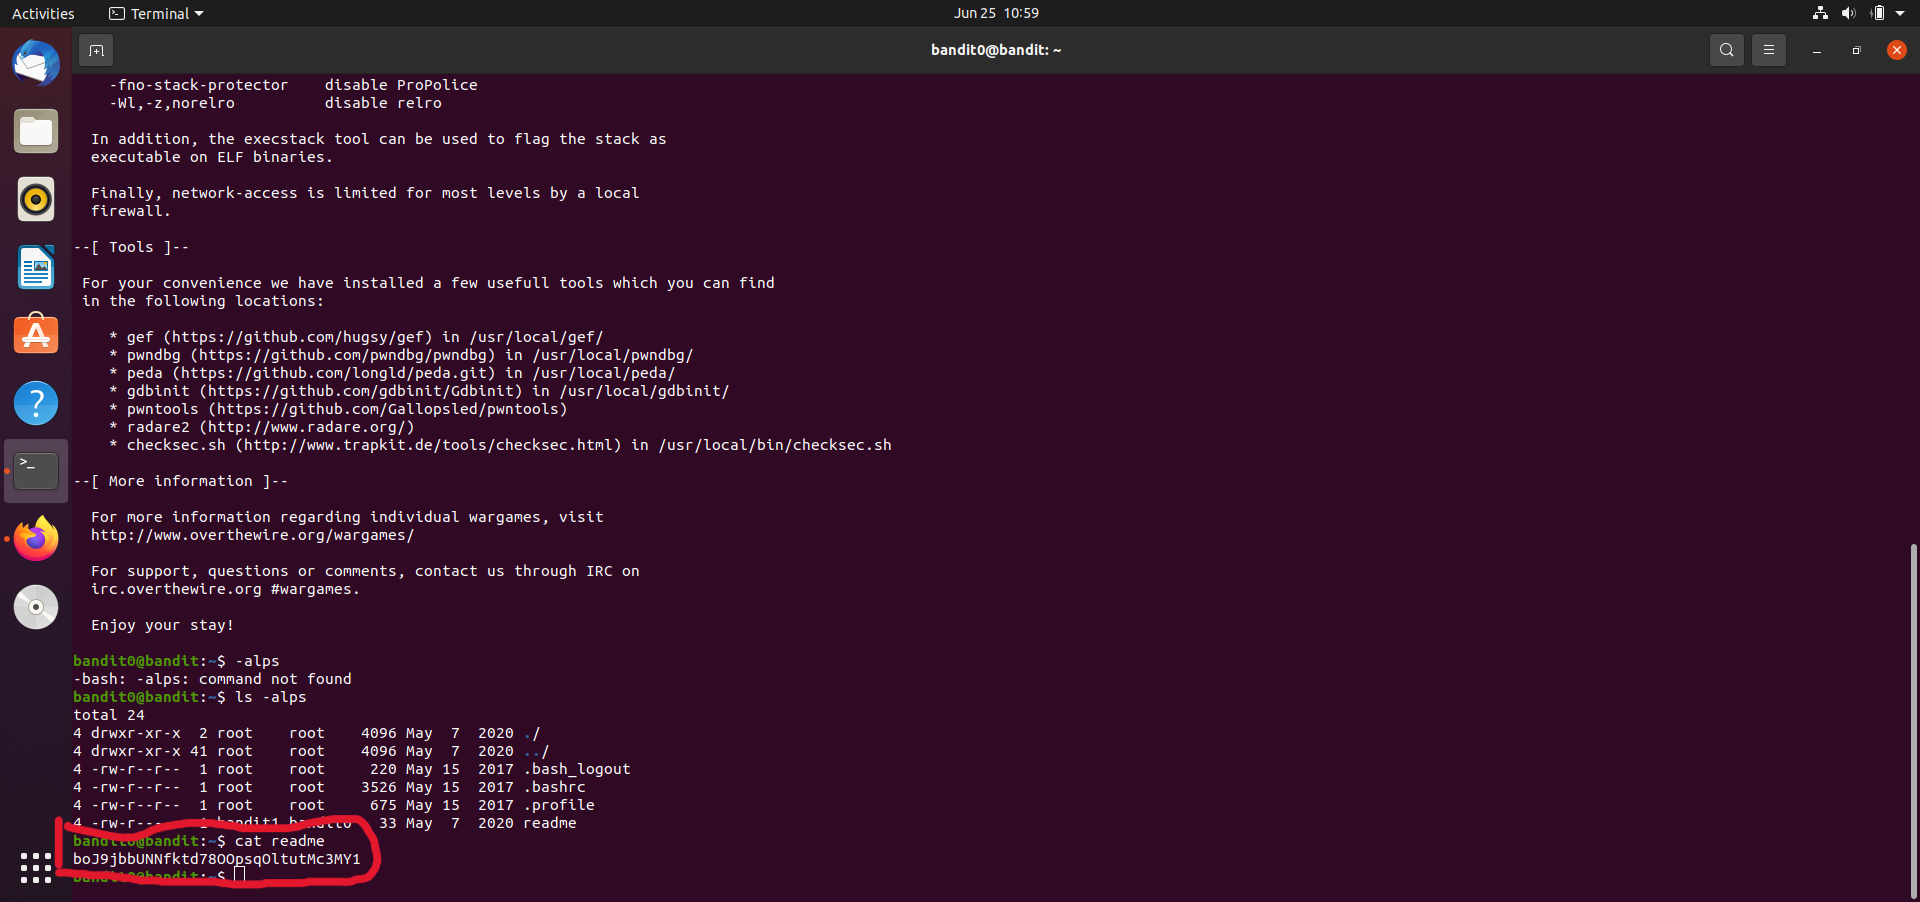 Activities
Terminal
Jun 25 10:59
bandit0@bandit: ~
-fno-stack-protector    disable ProPolice
-Wl,-z,norelro          disable relro
In addition, the execstack tool can be used to flag the stack as
executable on ELF binaries.
Finally, network-access is limited for most levels by a local
firewall.
--[ Tools ]--
For your convenience we have installed a few usefull tools which you can find
in the following locations:
* gef (https://github.com/hugsy/gef) in /usr/local/gef/
* pwndbg (https://github.com/pwndbg/pwndbg) in /usr/local/pwndbg/
* peda (https://github.com/longld/peda.git) in /usr/local/peda/
* gdbinit (https://github.com/gdbinit/Gdbinit) in /usr/local/gdbinit/
* pwntools (https://github.com/Gallopsled/pwntools)
* radare2 (http://www.radare.org/)
* checksec.sh (http://www.trapkit.de/tools/checksec.html) in /usr/local/bin/checksec.sh
--[ More information ]--
For more information regarding individual wargames, visit
http://www.overthewire.org/wargames/
For support, questions or comments, contact us through IRC on
irc.overthewire.org #wargames.
Enjoy your stay!
bandit0@bandit:~$ -alps
-bash: -alps: command not found
bandit0@bandit:~$ ls -alps
total 24
4 drwxr-xr-x  2 root    root    4096 May  7  2020 ./
4 drwxr-xr-x 41 root    root    4096 May  7  2020 ../
4 -rw-r--r--  1 root    root     220 May 15  2017 .bash_logout
4 -rw-r--r--  1 root    root    3526 May 15  2017 .bashrc
4 -rw-r--r--  1 root    root     675 May 15  2017 .profile
4 -rw-r-----  1 bandit1 bandit0   33 May  7  2020 readme
bandit0@bandit:~$ cat readme
boJ9jbbUNNfktd78OOpsqOltutMc3MY1
bandit0@bandit:~$